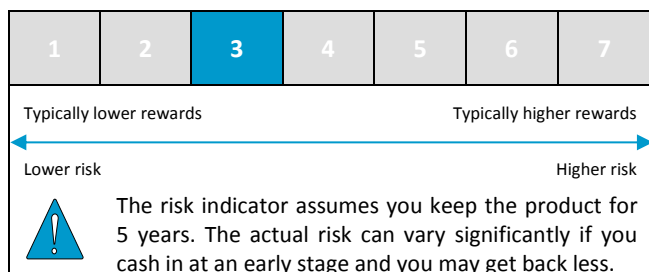 1 2 3 4 5 6 7
Typically lower rewards Typically higher rewards
Lower risk Higher risk
The risk indicator assumes you keep the product for
5 years. The actual risk can vary significantly if you
cash in at an early stage and you may get back less.